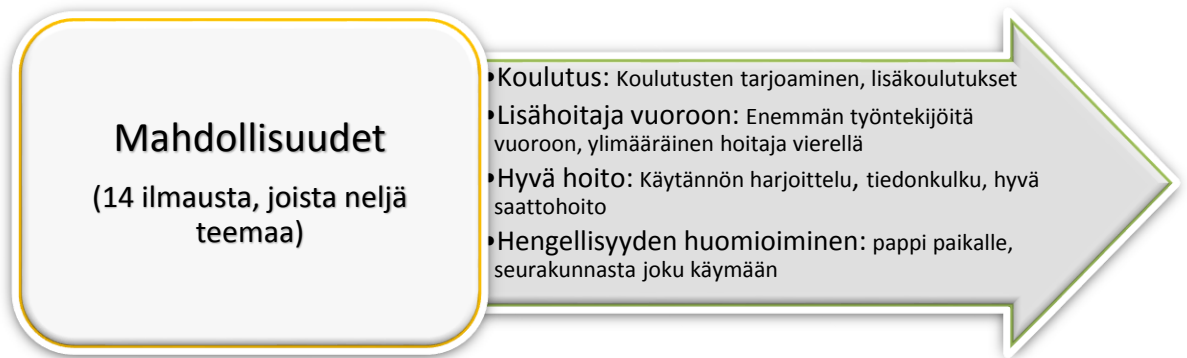 Mahdollisuudet
(14 ilmausta, joista neljä
teemaa)
•Koulutus: Koulutusten tarjoaminen, lisäkoulutukset
•Lisähoitaja vuoroon: Enemmän työntekijöitä
vuoroon, ylimääräinen hoitaja vierellä
•Hyvä hoito: Käytännön harjoittelu, tiedonkulku, hyvä
saattohoito
•Hengellisyyden huomioiminen: pappi paikalle,
seurakunnasta joku käymään